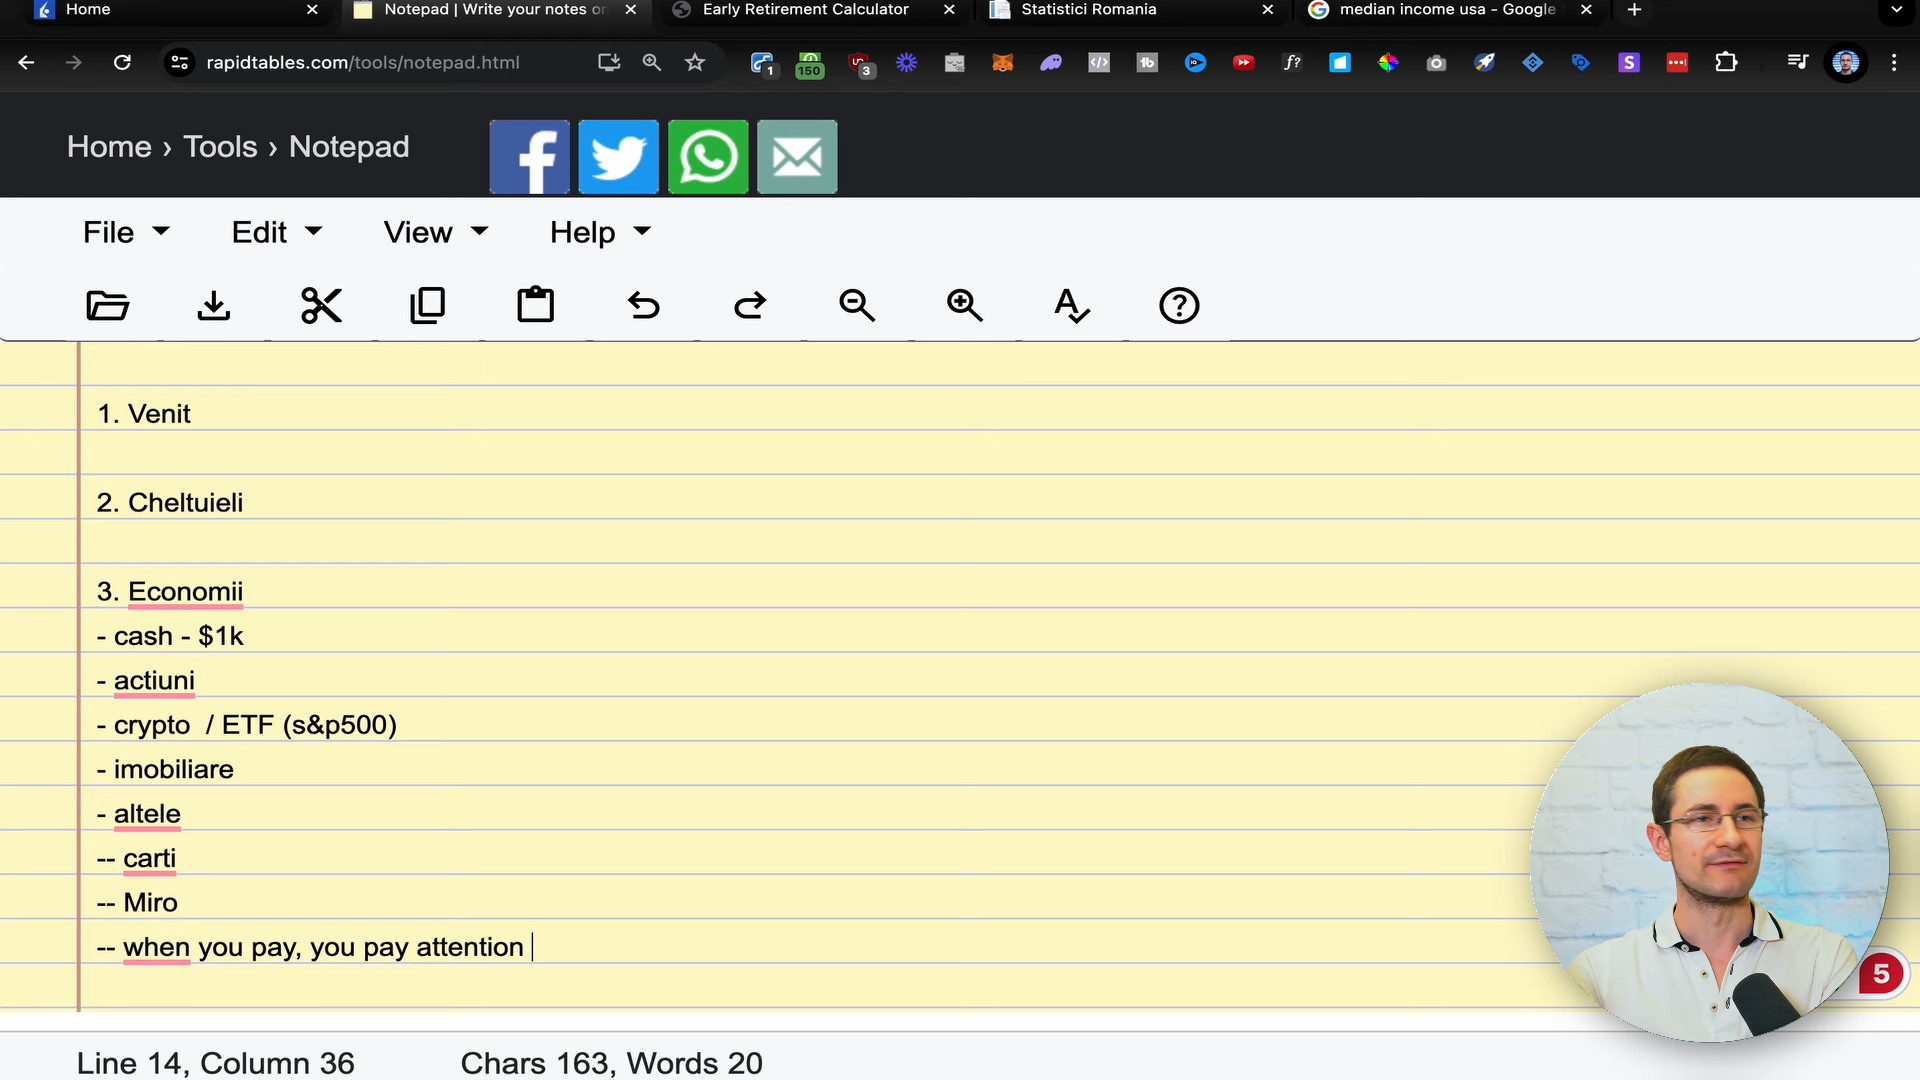 Home
Notepad | Write your notes or
Early Retirement Calculator
Statistici Romania
median income usa - Google
rapidtables.com/tools/notepad.html
1
150
3
f?
S
Home › Tools › Notepad
File
Edit
View
Help
1. Venit
2. Cheltuieli
3. Economii
- cash - $1k
- actiuni
- crypto / ETF (s&p500)
- imobiliare
- altele
-- carti
-- Miro
-- when you pay, you pay attention
5
Line 14, Column 36
Chars 163, Words 20